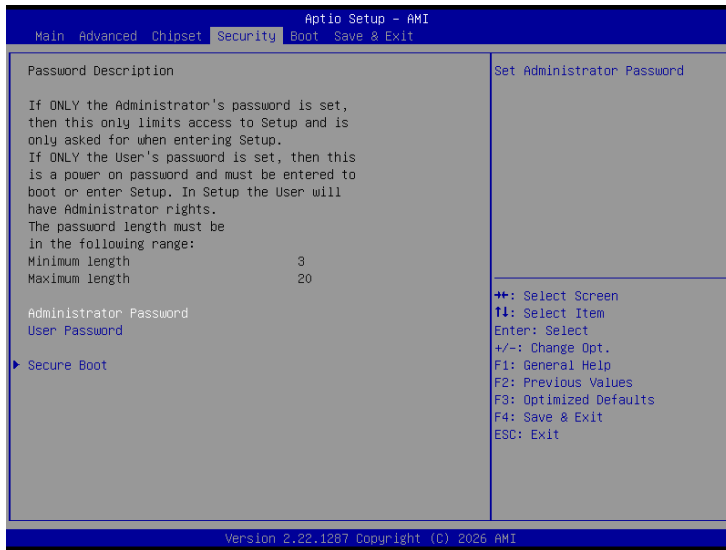 Aptio Setup - AMI
Main Advanced Chipset Security Boot Save & Exit
Password Description
If ONLY the Administrator's password is set,
then this only limits access to Setup and is
only asked for when entering Setup.
If ONLY the User's password is set, then this
is a power on password and must be entered to
boot or enter Setup. In Setup the User will
have Administrator rights.
The password length must be
in the following range:
Minimum length 3
Maximum length 20
Administrator Password
User Password
Secure Boot
Set Administrator Password
→←: Select Screen
↑↓: Select Item
Enter: Select
+/-: Change Opt.
F1: General Help
F2: Previous Values
F3: Optimized Defaults
F4: Save & Exit
ESC: Exit
Version 2.22.1287 Copyright (C) 2026 AMI